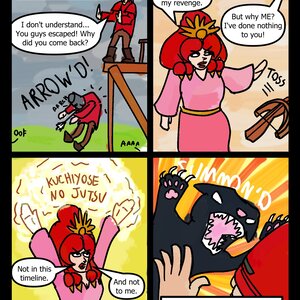 I don't understand...
You guys escaped! Why
did you come back?
ARROW'D!
OOK
AAAA
my revenge.
But why ME?
I've done nothing
to you!
TOSS
KUCHIYOSE
NO JUTSU
Not in this
timeline.
And not
to me.
SUMMON'D